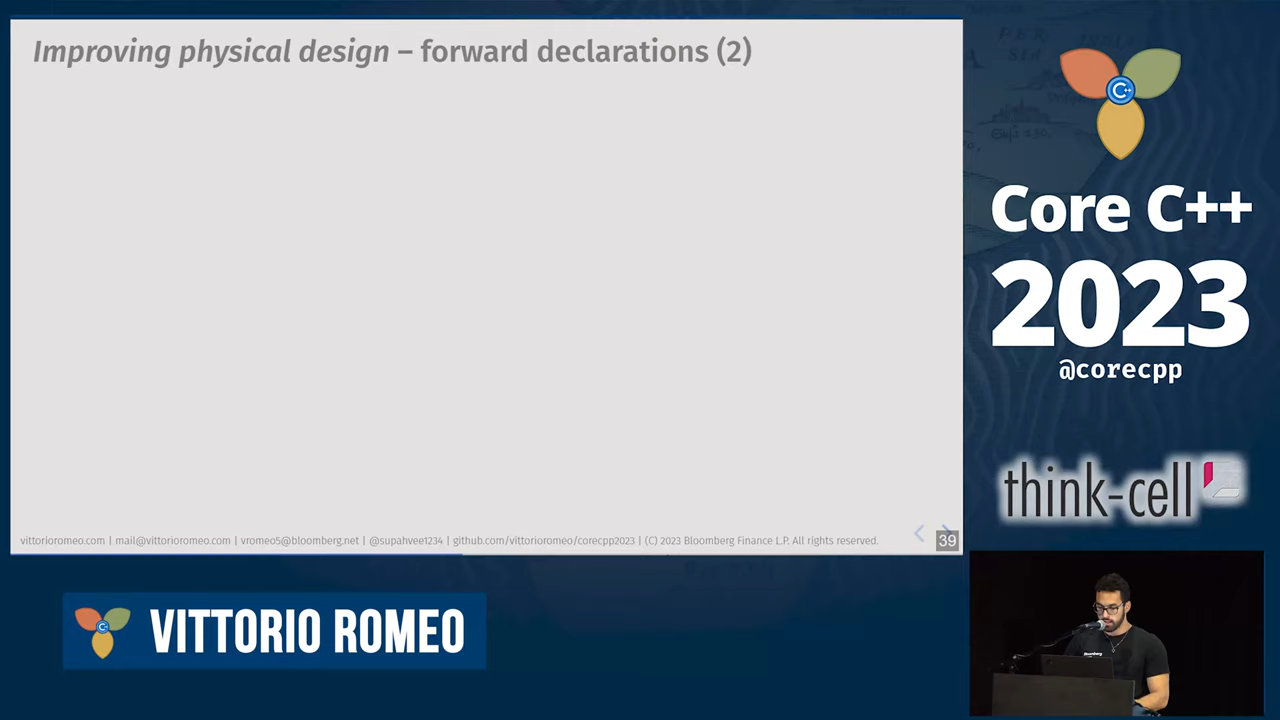 Improving physical design – forward declarations (2)
vittorioromeo.com | mail@vittorioromeo.com | vromeo5@bloomberg.net | @supahvee1234 | github.com/vittorioromeo/corecpp2023 | (C) 2023 Bloomberg Finance L.P. All rights reserved.
39
C++
Core C++
2023
@corecpp
think-cell
VITTORIO ROMEO
Bloomberg